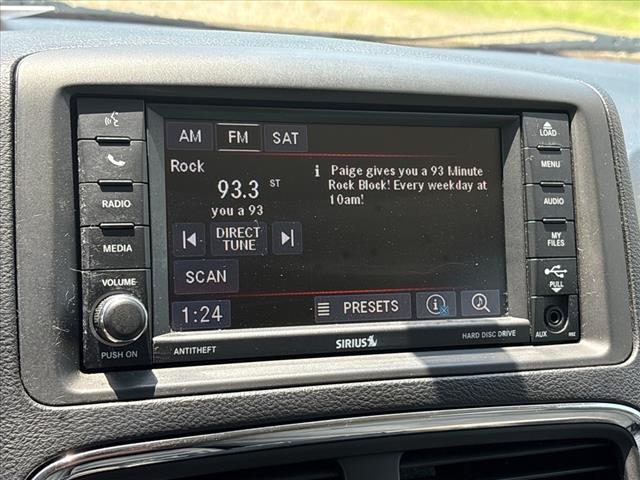 AM FM SAT
Rock
93.3 ST
you a 93
i Paige gives you a 93 Minute
Rock Block! Every weekday at
10am!
DIRECT
TUNE
SCAN
1:24
PRESETS
RADIO
MEDIA
VOLUME
PUSH ON
ANTITHEFT
SIRIUS
HARD DISC DRIVE
LOAD
MENU
AUDIO
MY
FILES
PULL
AUX